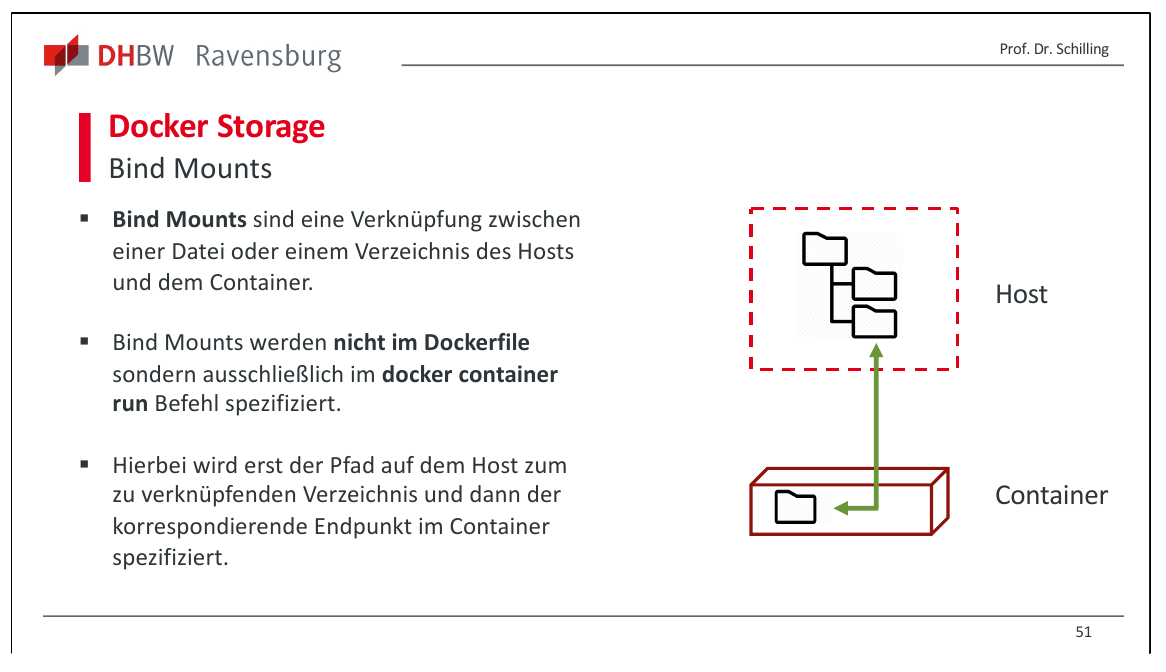 DHBW Ravensburg
Prof. Dr. Schilling
Docker Storage
Bind Mounts
▪ Bind Mounts sind eine Verknüpfung zwischen
einer Datei oder einem Verzeichnis des Hosts
und dem Container.
▪ Bind Mounts werden nicht im Dockerfile
sondern ausschließlich im docker container
run Befehl spezifiziert.
▪ Hierbei wird erst der Pfad auf dem Host zum
zu verknüpfenden Verzeichnis und dann der
korrespondierende Endpunkt im Container
spezifiziert.
Host
Container
51